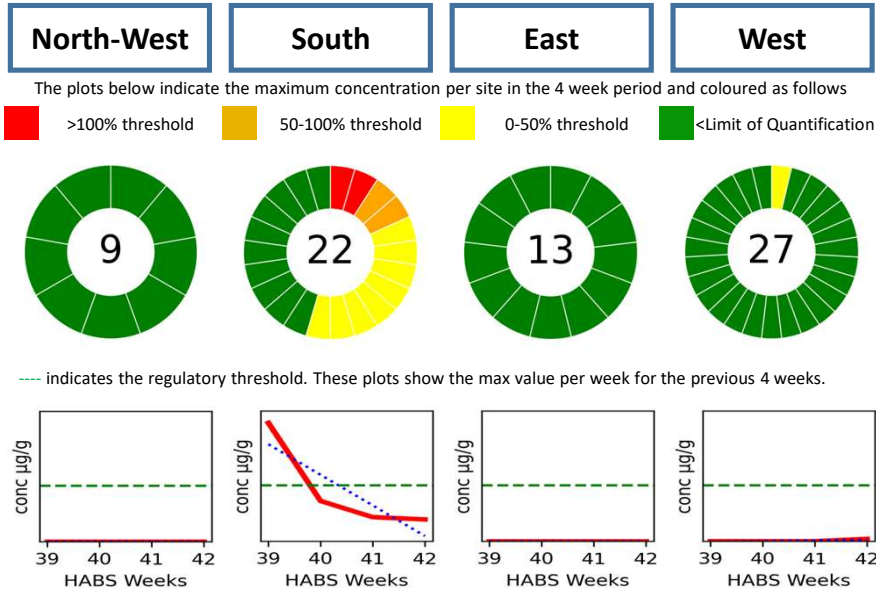 North-West South East West
The plots below indicate the maximum concentration per site in the 4 week period and coloured as follows
>100% threshold 50-100% threshold 0-50% threshold <Limit of Quantification
9 22 13 27
---- indicates the regulatory threshold. These plots show the max value per week for the previous 4 weeks.
conc µg/g conc µg/g conc µg/g conc µg/g
39 40 41 42 39 40 41 42 39 40 41 42 39 40 41 42
HABS Weeks HABS Weeks HABS Weeks HABS Weeks